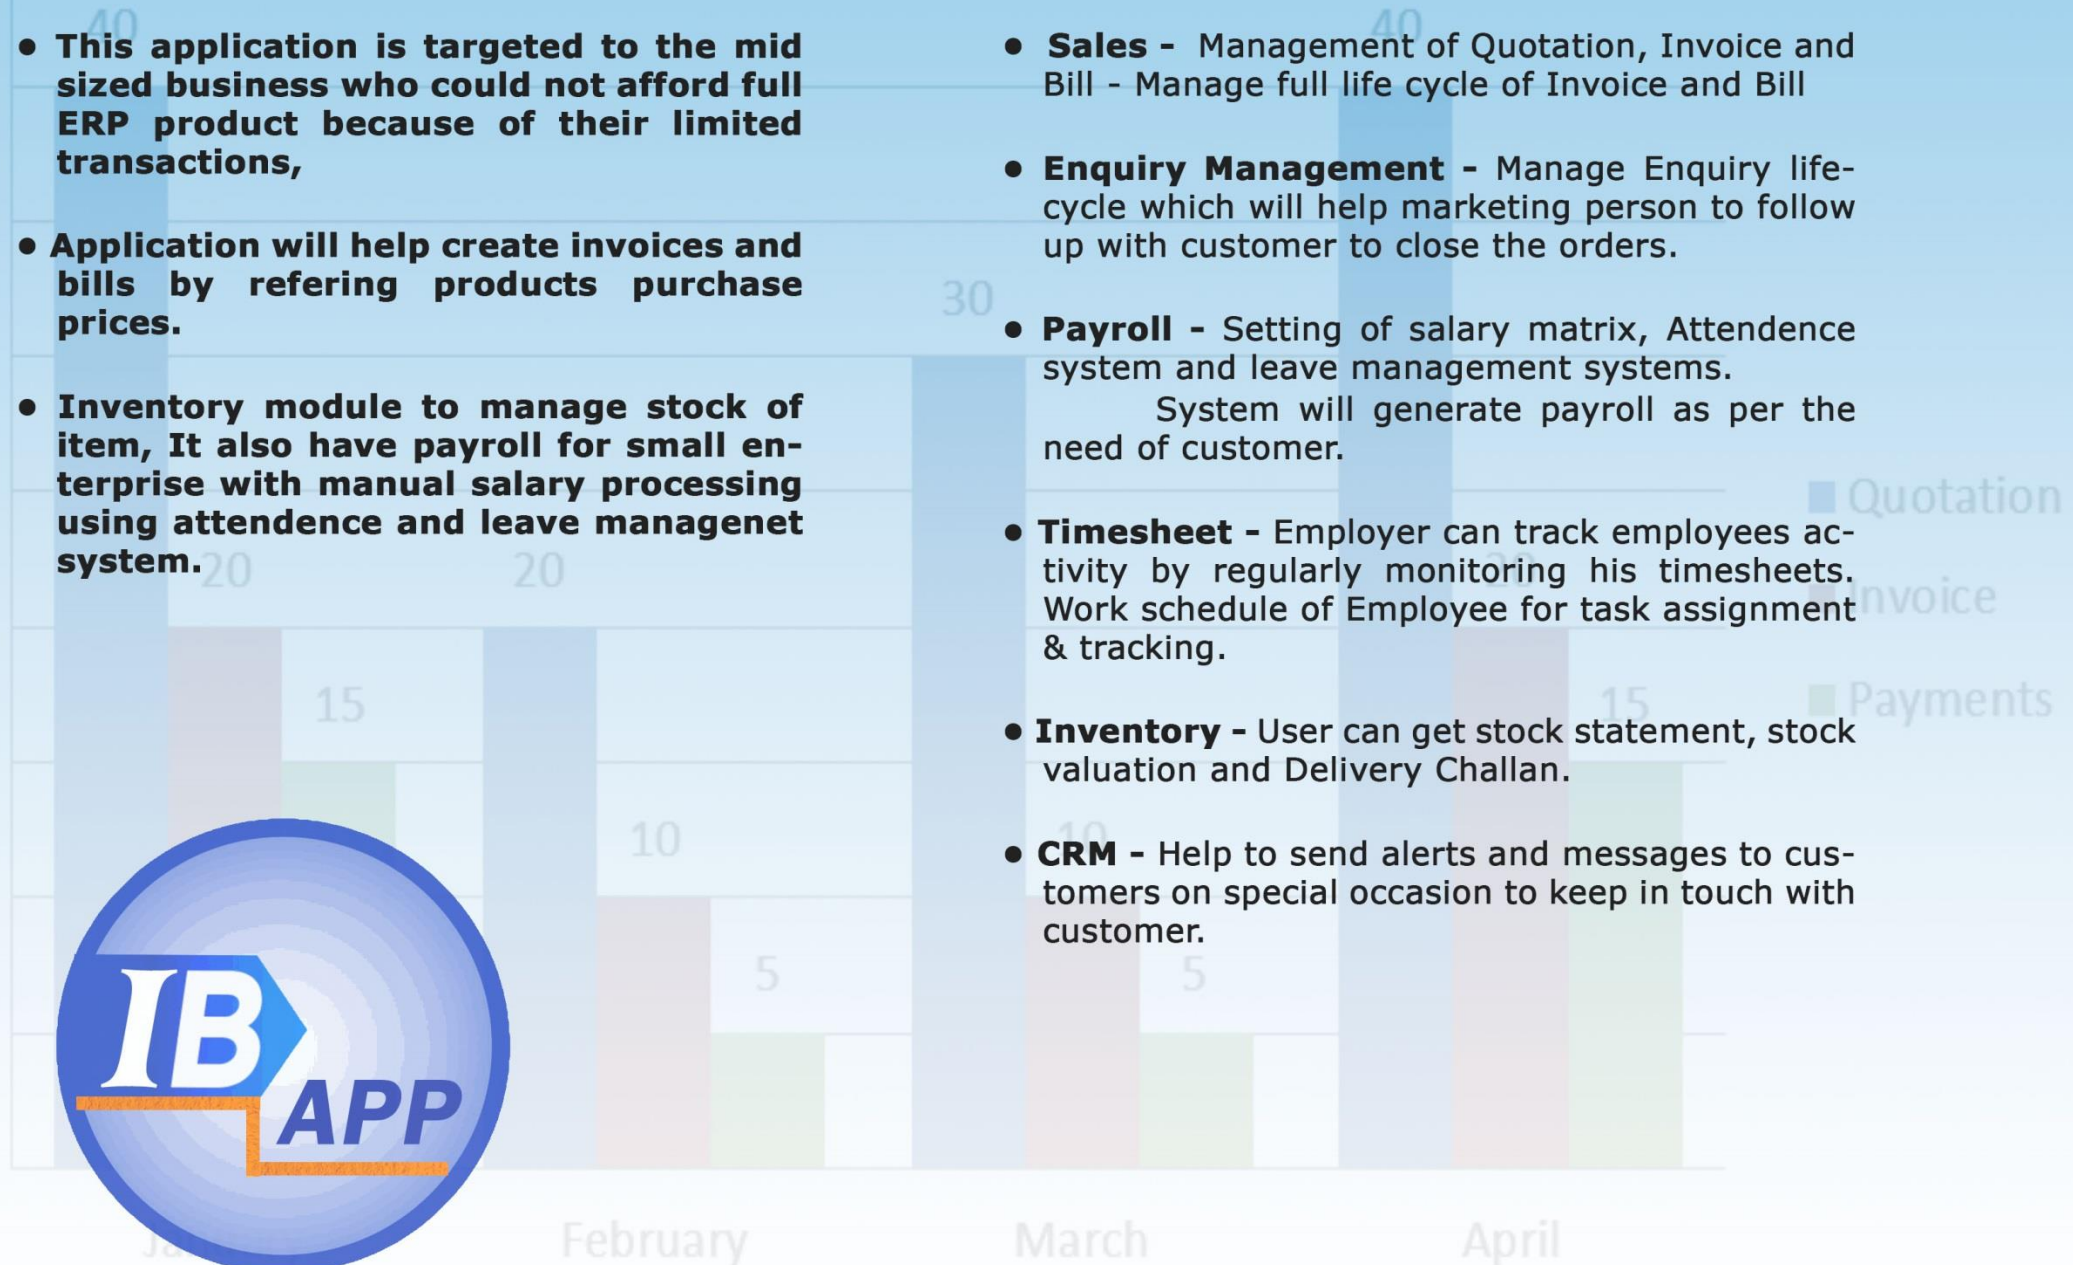 • This application is targeted to the mid
sized business who could not afford full
ERP product because of their limited
transactions,
• Application will help create invoices and
bills by refering products purchase
prices.
• Inventory module to manage stock of
item, It also have payroll for small en-
terprise with manual salary processing
using attendence and leave managenet
system.
• Sales - Management of Quotation, Invoice and
Bill - Manage full life cycle of Invoice and Bill
• Enquiry Management - Manage Enquiry life-
cycle which will help marketing person to follow
up with customer to close the orders.
• Payroll - Setting of salary matrix, Attendence
system and leave management systems.
System will generate payroll as per the
need of customer.
• Timesheet - Employer can track employees ac-
tivity by regularly monitoring his timesheets.
Work schedule of Employee for task assignment
& tracking.
• Inventory - User can get stock statement, stock
valuation and Delivery Challan.
• CRM - Help to send alerts and messages to cus-
tomers on special occasion to keep in touch with
customer.
40
20
15
20
10
5
30
10
5
40
20
15
Quotation
Invoice
Payments
February
March
April
IB
APP